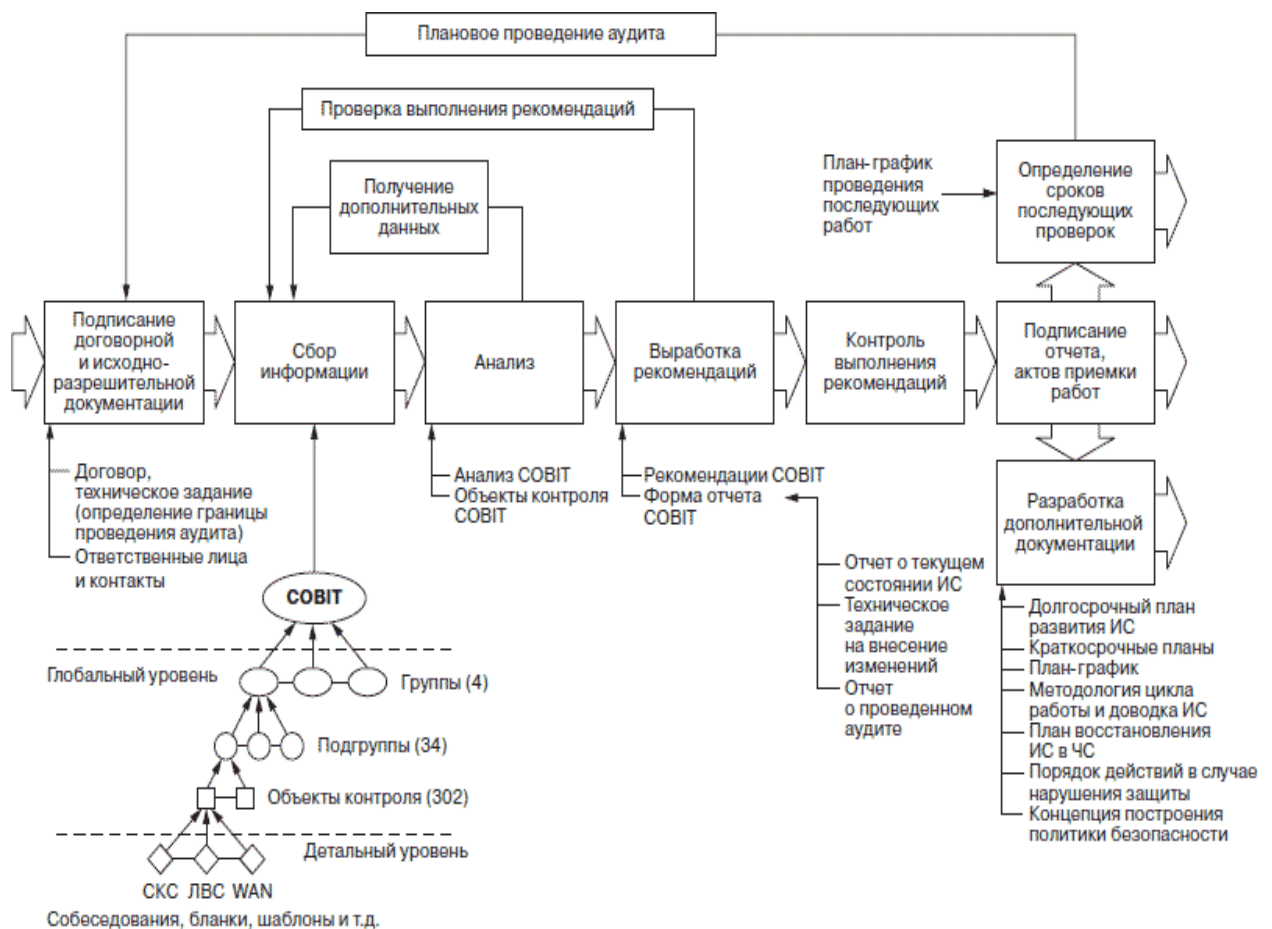 Плановое проведение аудита
Проверка выполнения рекомендаций
Получение
дополнительных
данных
План-график
проведения
последующих
работ
Определение
сроков
последующих
проверок
Подписание
договорной
и исходно-
разрешительной
документации
Сбор
информации
Анализ
Выработка
рекомендаций
Контроль
выполнения
рекомендаций
Подписание
отчета,
актов приемки
работ
Договор,
техническое задание
(определение границы
проведения аудита)
Ответственные лица
и контакты
Анализ COBIT
Объекты контроля
COBIT
Рекомендации COBIT
Форма отчета
COBIT
Разработка
дополнительной
документации
Отчет о текущем
состоянии ИС
Техническое
задание
на внесение
изменений
Отчет
о проведенном
аудите
Долгосрочный план
развития ИС
Краткосрочные планы
План-график
Методология цикла
работы и доводка ИС
План восстановления
ИС в ЧС
Порядок действий в случае
нарушения защиты
Концепция построения
политики безопасности
COBIT
Глобальный уровень
Группы (4)
Подгруппы (34)
Объекты контроля (302)
Детальный уровень
СКС ЛВС WAN
Собеседования, бланки, шаблоны и т.д.